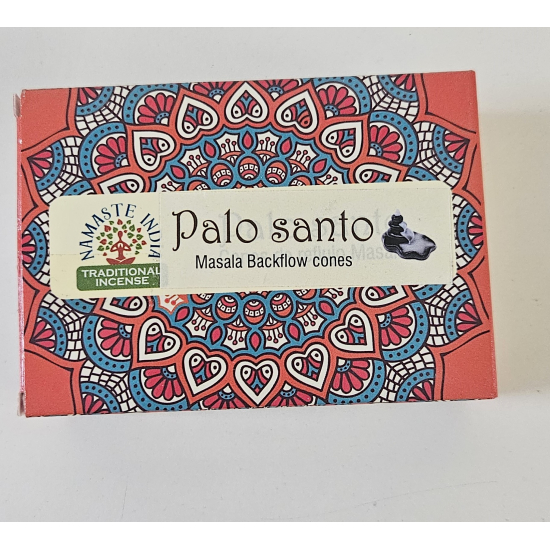 NAMASTE INDIA
TRADITIONAL
INCENSE
Palo santo
Masala Backflow cones